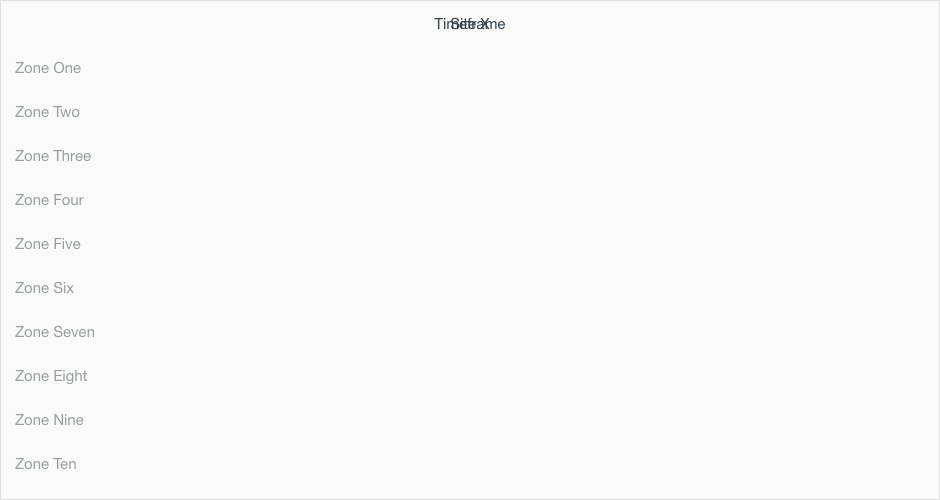 Timeframe
Site X
Zone One
Zone Two
Zone Three
Zone Four
Zone Five
Zone Six
Zone Seven
Zone Eight
Zone Nine
Zone Ten